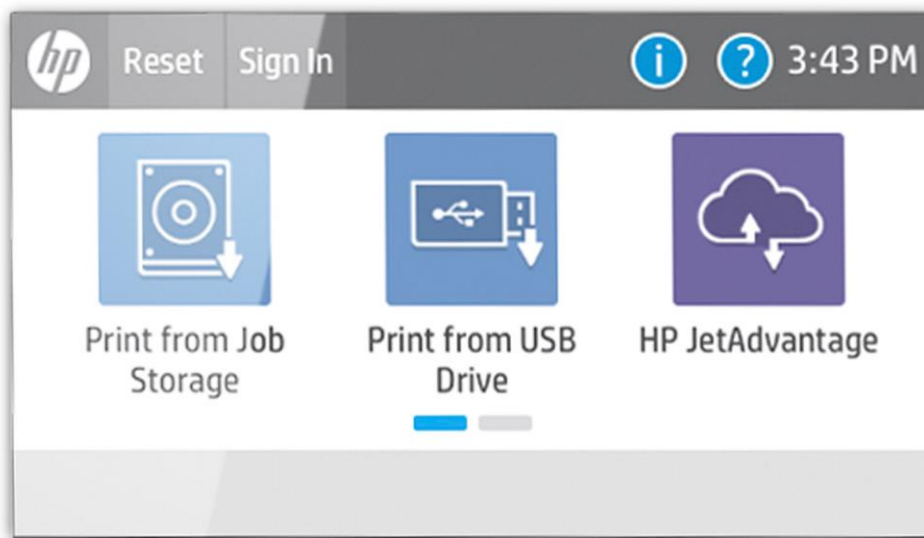 hp
Reset
Sign In
i
?
3:43 PM
Print from Job
Storage
Print from USB
Drive
HP JetAdvantage